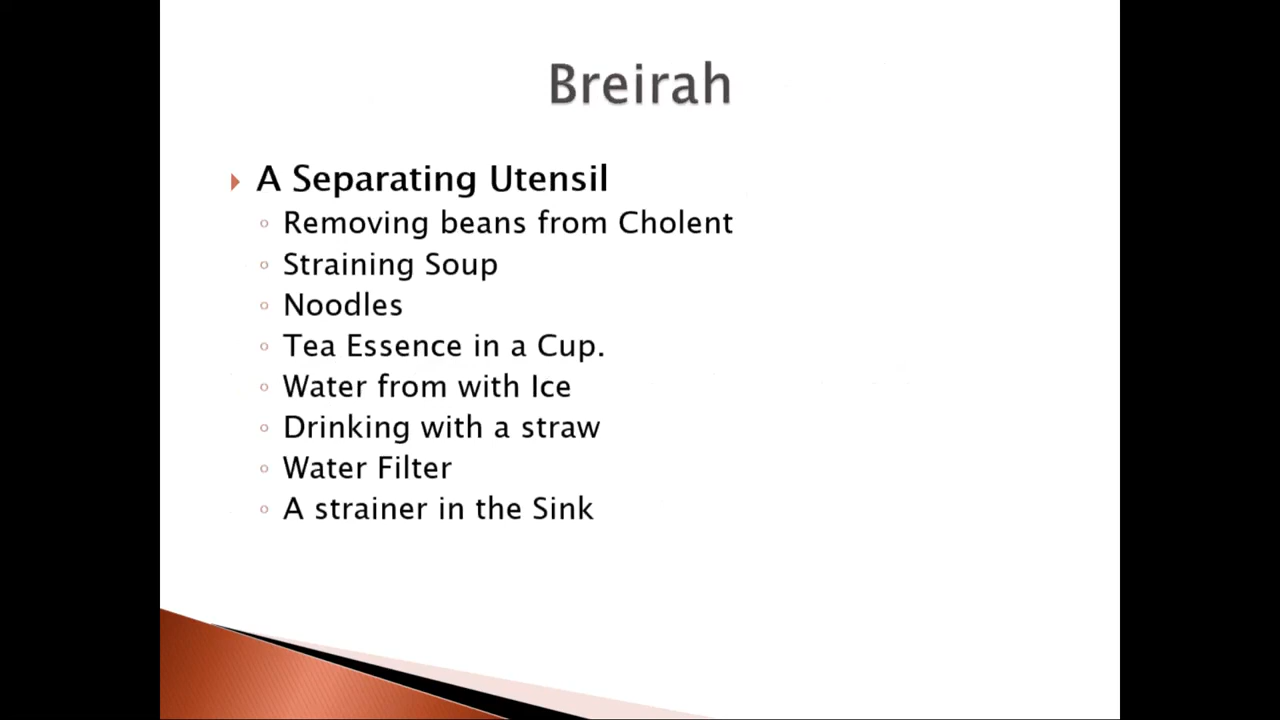 Breirah
A Separating Utensil
Removing beans from Cholent
Straining Soup
Noodles
Tea Essence in a Cup.
Water from with Ice
Drinking with a straw
Water Filter
A strainer in the Sink